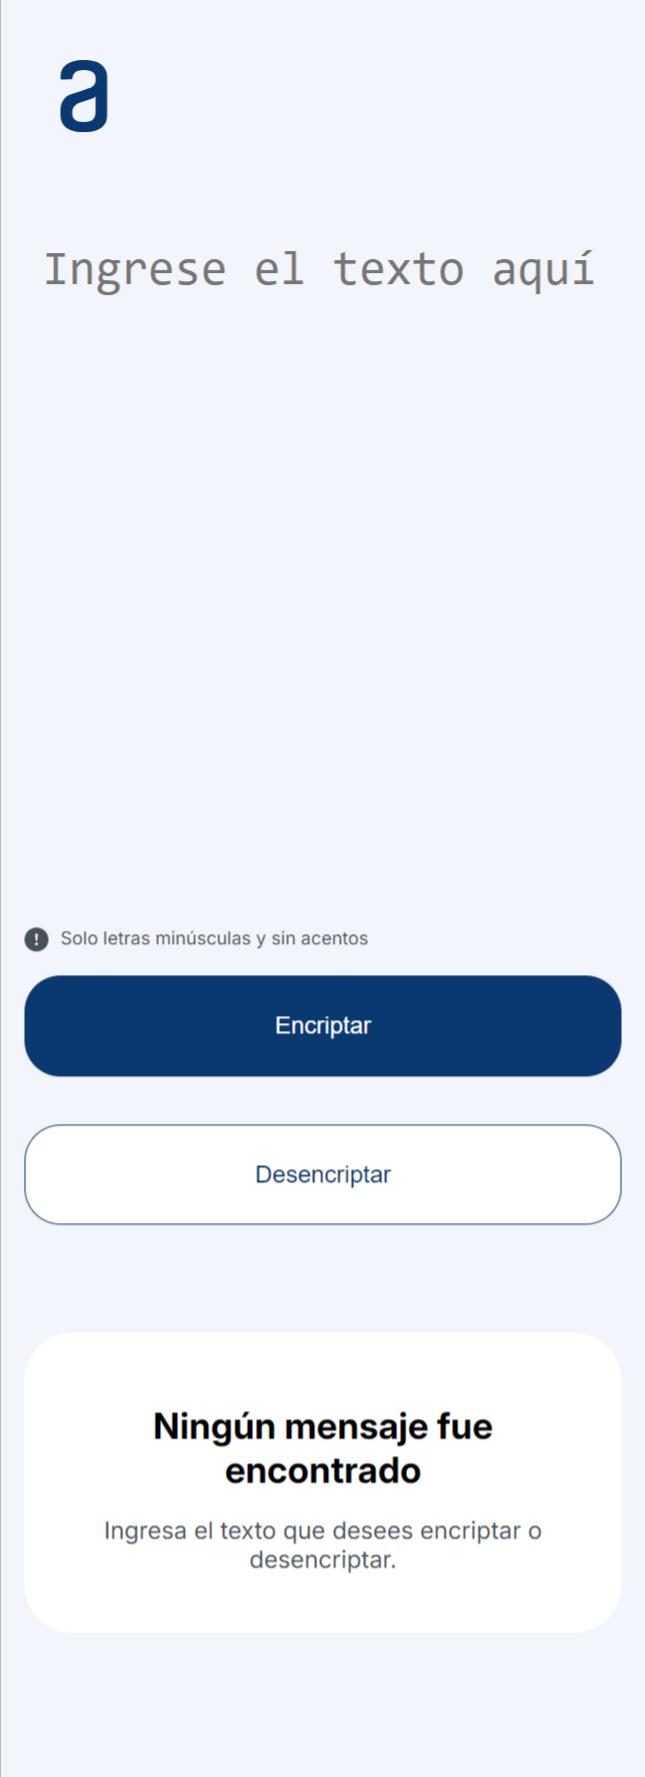 a
Ingrese el texto aquí
Solo letras minúsculas y sin acentos
Encriptar
Desencriptar
Ningún mensaje fue
encontrado
Ingresa el texto que desees encriptar o
desencriptar.